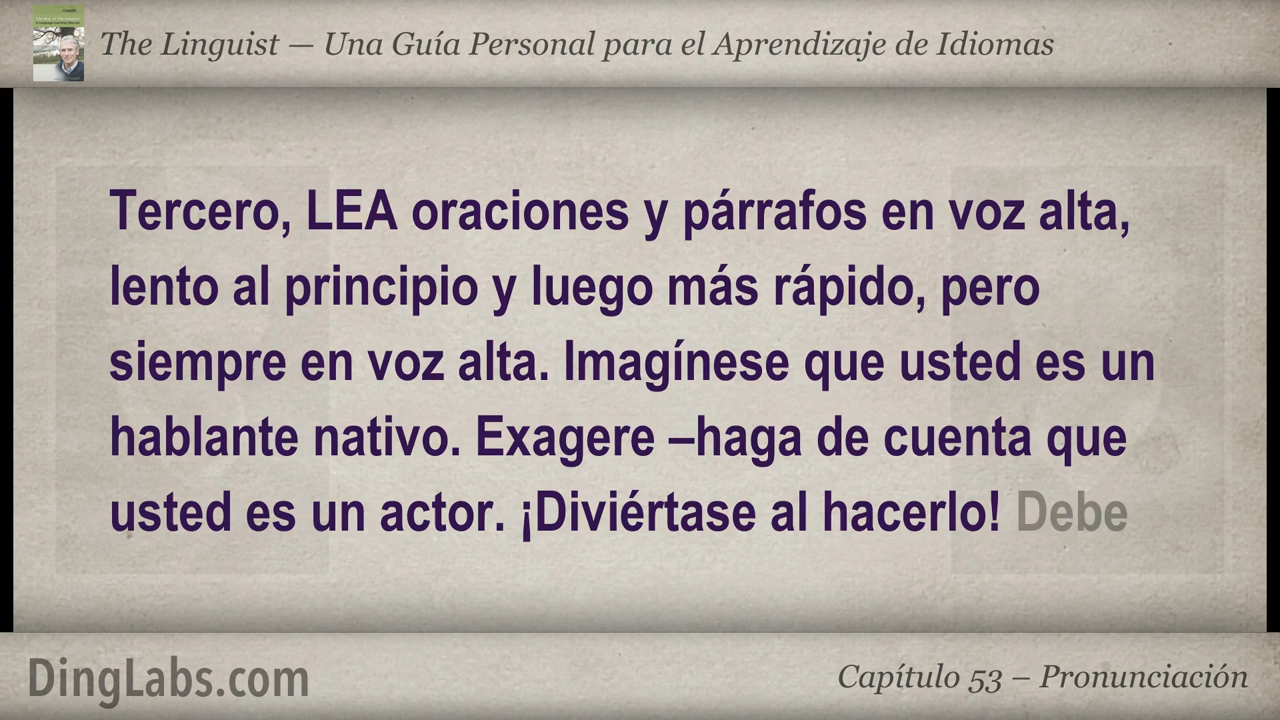 The Linguist — Una Guía Personal para el Aprendizaje de Idiomas
Tercero, LEA oraciones y párrafos en voz alta,
lento al principio y luego más rápido, pero
siempre en voz alta. Imagínese que usted es un
hablante nativo. Exagere –haga de cuenta que
usted es un actor. ¡Diviértase al hacerlo! Debe
DingLabs.com
Capítulo 53 – Pronunciación